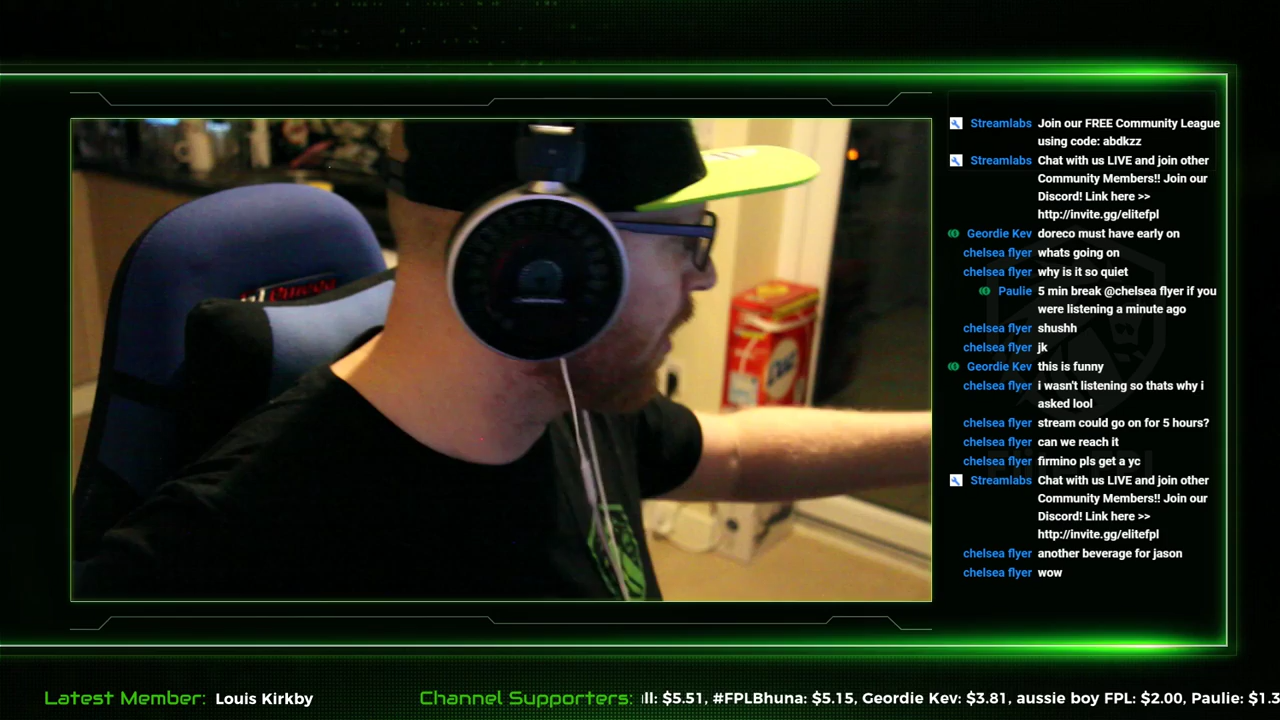 Streamlabs Join our FREE Community League
using code: abdkzz
Streamlabs Chat with us LIVE and join other
Community Members!! Join our
Discord! Link here >>
http://invite.gg/elitefpl
Geordie Kev doreco must have early on
chelsea flyer whats going on
chelsea flyer why is it so quiet
Paulie 5 min break @chelsea flyer if you
were listening a minute ago
chelsea flyer shushh
chelsea flyer jk
Geordie Kev this is funny
chelsea flyer i wasn't listening so thats why i
asked lool
chelsea flyer stream could go on for 5 hours?
chelsea flyer can we reach it
chelsea flyer firmino pls get a yc
Streamlabs Chat with us LIVE and join other
Community Members!! Join our
Discord! Link here >>
http://invite.gg/elitefpl
chelsea flyer another beverage for jason
chelsea flyer wow
Latest Member: Louis Kirkby
Channel Supporters: ll: $5.51, #FPLBhuna: $5.15, Geordie Kev: $3.81, aussie boy FPL: $2.00, Paulie: $1.3